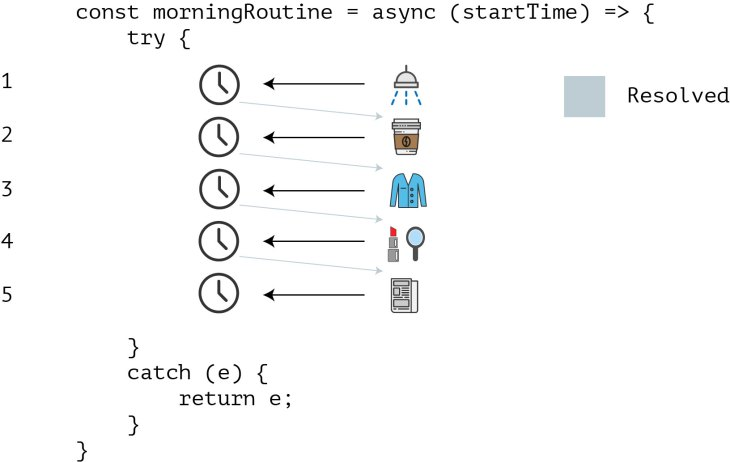 const morningRoutine = async (startTime) => {
try {
1
Resolved
2
3
4
5
}
catch (e) {
return e;
}
}